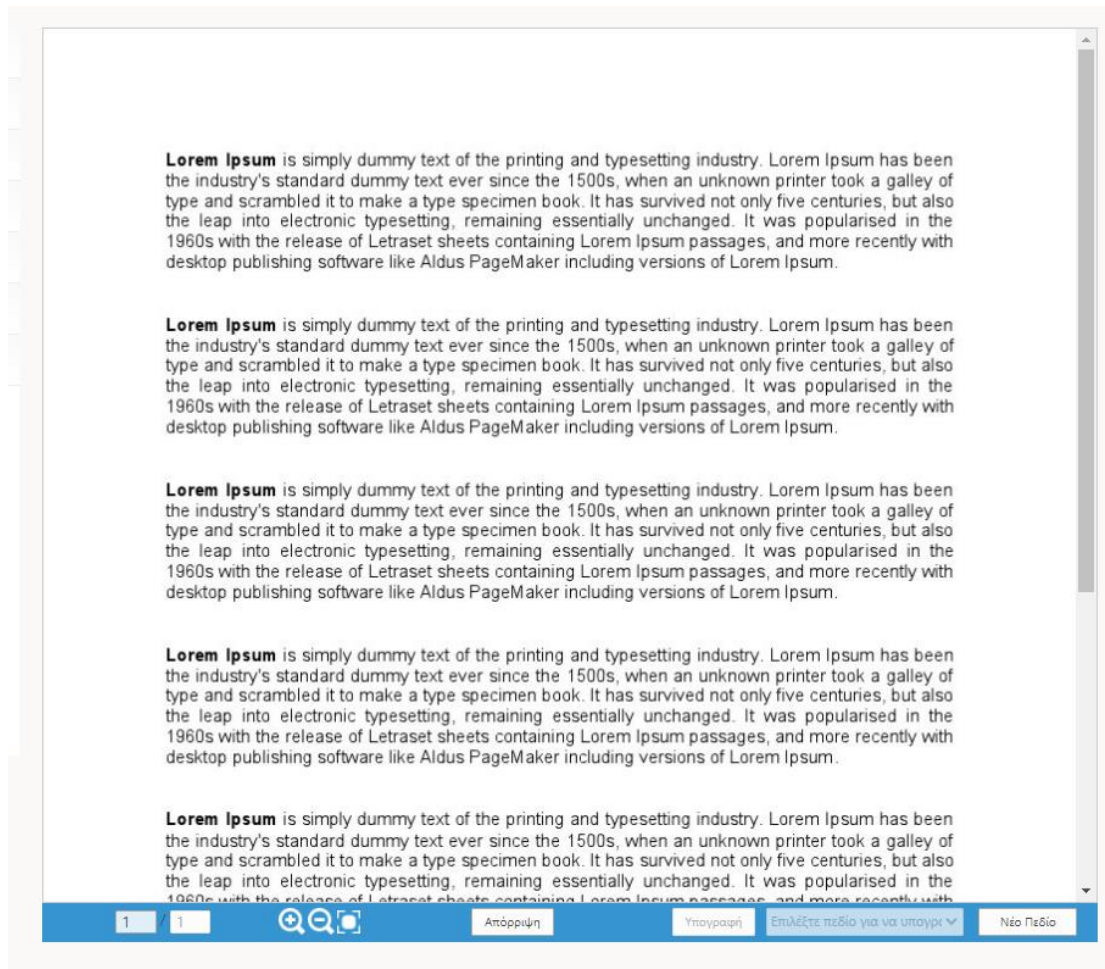 Lorem Ipsum is simply dummy text of the printing and typesetting industry. Lorem Ipsum has been
the industry's standard dummy text ever since the 1500s, when an unknown printer took a galley of
type and scrambled it to make a type specimen book. It has survived not only five centuries, but also
the leap into electronic typesetting, remaining essentially unchanged. It was popularised in the
1960s with the release of Letraset sheets containing Lorem Ipsum passages, and more recently with
desktop publishing software like Aldus PageMaker including versions of Lorem Ipsum.
Lorem Ipsum is simply dummy text of the printing and typesetting industry. Lorem Ipsum has been
the industry's standard dummy text ever since the 1500s, when an unknown printer took a galley of
type and scrambled it to make a type specimen book. It has survived not only five centuries, but also
the leap into electronic typesetting, remaining essentially unchanged. It was popularised in the
1960s with the release of Letraset sheets containing Lorem Ipsum passages, and more recently with
desktop publishing software like Aldus PageMaker including versions of Lorem Ipsum.
Lorem Ipsum is simply dummy text of the printing and typesetting industry. Lorem Ipsum has been
the industry's standard dummy text ever since the 1500s, when an unknown printer took a galley of
type and scrambled it to make a type specimen book. It has survived not only five centuries, but also
the leap into electronic typesetting, remaining essentially unchanged. It was popularised in the
1960s with the release of Letraset sheets containing Lorem Ipsum passages, and more recently with
desktop publishing software like Aldus PageMaker including versions of Lorem Ipsum.
Lorem Ipsum is simply dummy text of the printing and typesetting industry. Lorem Ipsum has been
the industry's standard dummy text ever since the 1500s, when an unknown printer took a galley of
type and scrambled it to make a type specimen book. It has survived not only five centuries, but also
the leap into electronic typesetting, remaining essentially unchanged. It was popularised in the
1960s with the release of Letraset sheets containing Lorem Ipsum passages, and more recently with
desktop publishing software like Aldus PageMaker including versions of Lorem Ipsum.
Lorem Ipsum is simply dummy text of the printing and typesetting industry. Lorem Ipsum has been
the industry's standard dummy text ever since the 1500s, when an unknown printer took a galley of
type and scrambled it to make a type specimen book. It has survived not only five centuries, but also
the leap into electronic typesetting, remaining essentially unchanged. It was popularised in the
1960s with the release of Letraset sheets containing Lorem Ipsum passages, and more recently with
1 / 1 Απόρριψη Υπογραφή Επιλέξτε πεδίο για να υπογρ Νέο Πεδίο